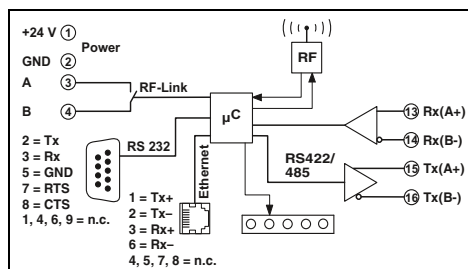 +24 V 1
Power
GND 2
A 3
RF-Link
B 4
RF
µC
13 Rx(A+)
14 Rx(B-)
RS422/
485
15 Tx(A+)
16 Tx(B-)
2 = Tx
3 = Rx
5 = GND
7 = RTS
8 = CTS
1, 4, 6, 9 = n.c.
RS 232
Ethernet
1 = Tx+
2 = Tx–
3 = Rx+
6 = Rx–
4, 5, 7, 8 = n.c.